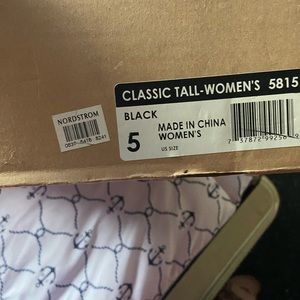 CLASSIC TALL-WOMEN'S 5815
BLACK
5
MADE IN CHINA
WOMEN'S
US SIZE
NORDSTROM